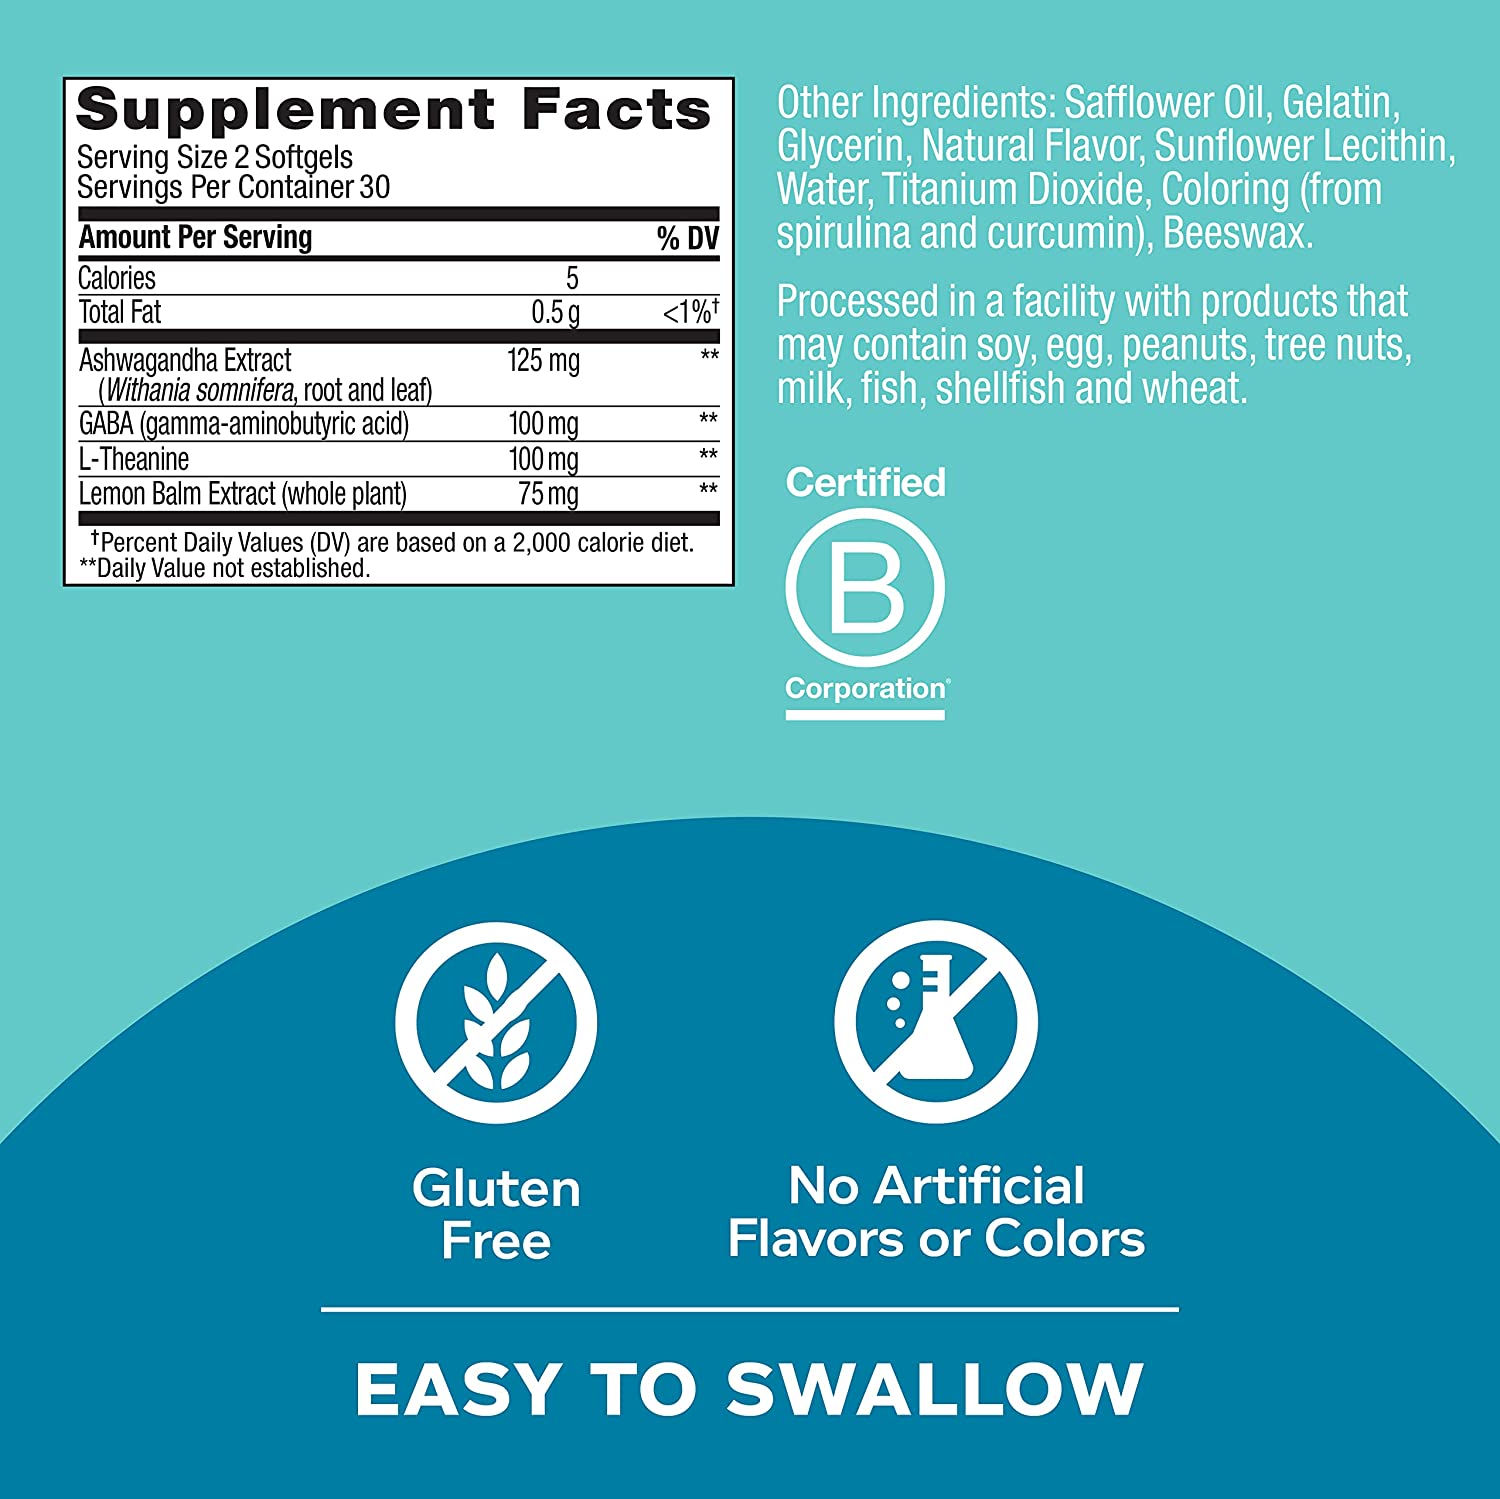 Supplement Facts
Serving Size 2 Softgels
Servings Per Container 30
Amount Per Serving % DV
Calories 5
Total Fat 0.5 g <1%†
Ashwagandha Extract 125 mg **
(Withania somnifera, root and leaf)
GABA (gamma-aminobutyric acid) 100 mg **
L-Theanine 100 mg **
Lemon Balm Extract (whole plant) 75 mg **
†Percent Daily Values (DV) are based on a 2,000 calorie diet.
**Daily Value not established.
Other Ingredients: Safflower Oil, Gelatin,
Glycerin, Natural Flavor, Sunflower Lecithin,
Water, Titanium Dioxide, Coloring (from
spirulina and curcumin), Beeswax.
Processed in a facility with products that
may contain soy, egg, peanuts, tree nuts,
milk, fish, shellfish and wheat.
Certified
B
Corporation®
Gluten
Free
No Artificial
Flavors or Colors
EASY TO SWALLOW